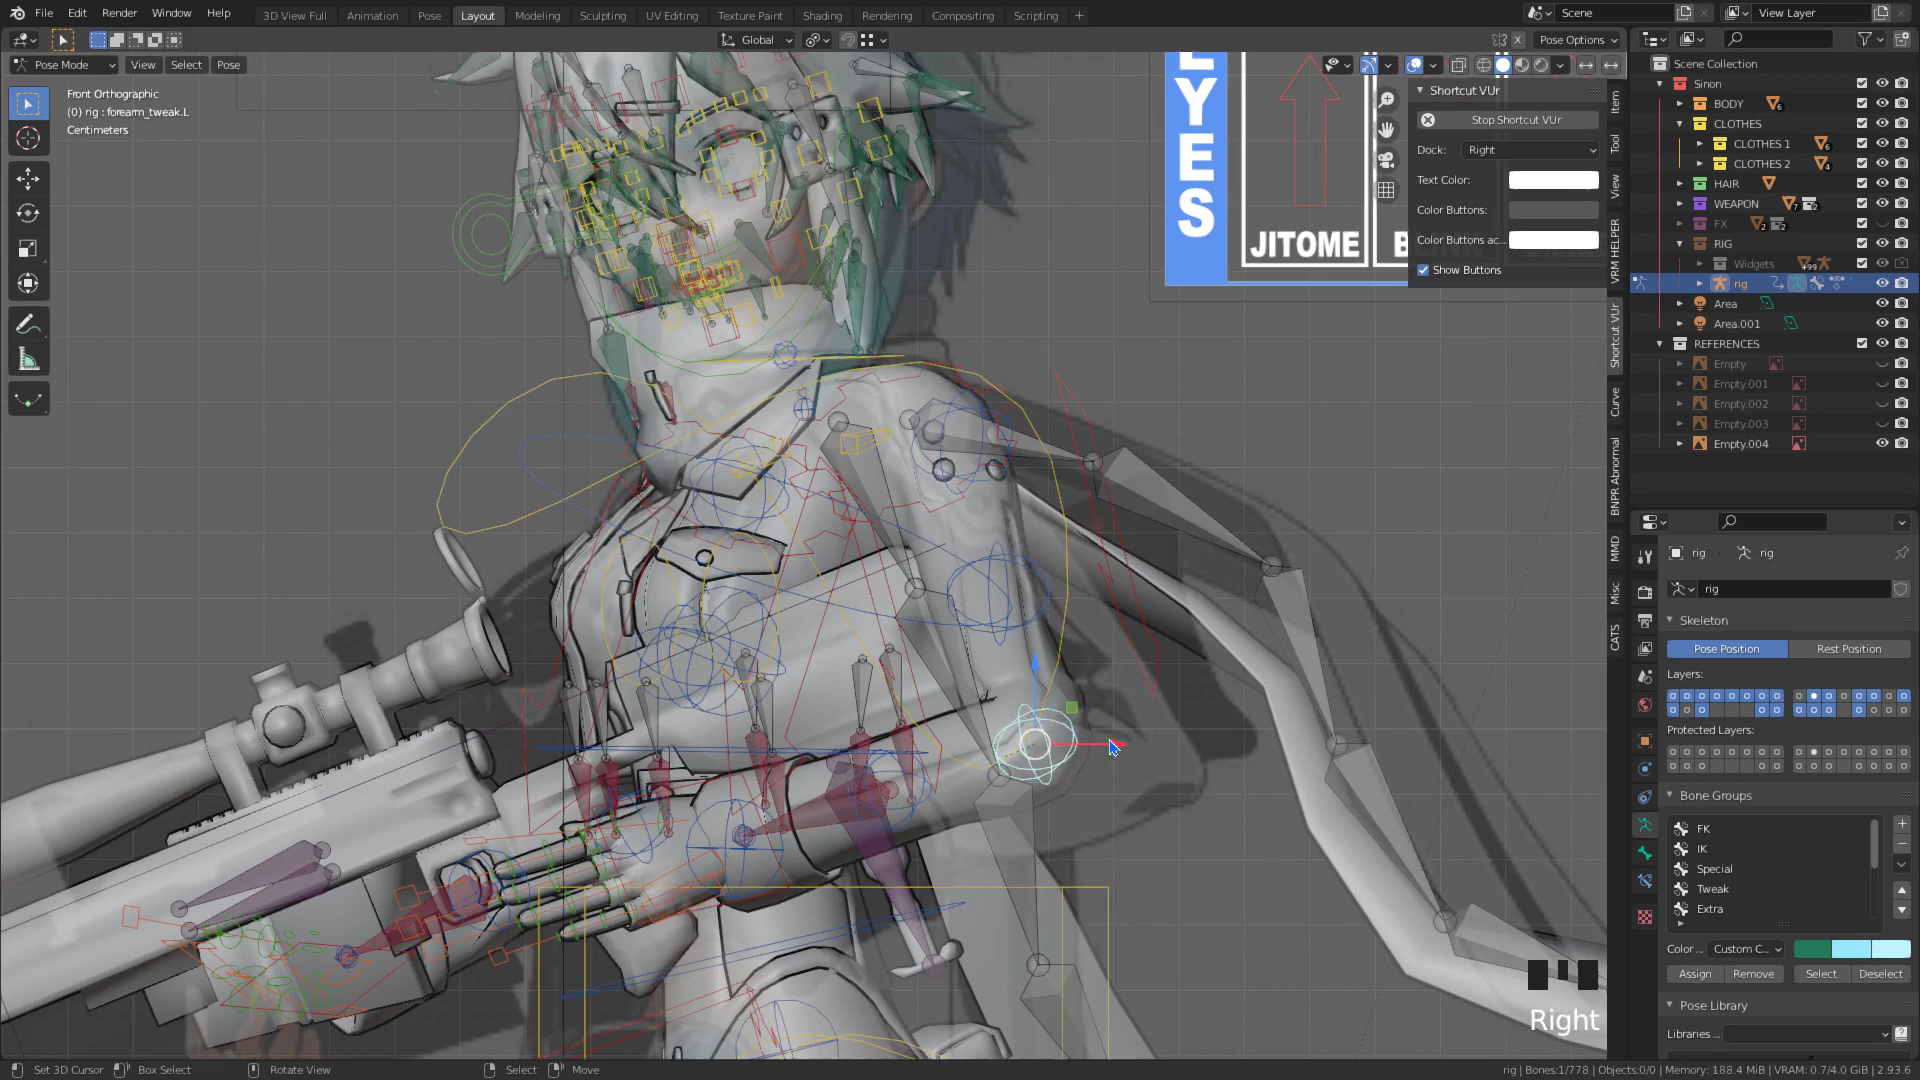 File Edit Render Window Help
3D View Full Animation Pose Layout Modeling Sculpting UV Editing Texture Paint Shading Rendering Compositing Scripting +
Scene
View Layer
Global
X
Pose Options
Pose Mode View Select Pose
Front Orthographic
(0) rig : forearm_tweak.L
Centimeters
YES
JITOME
Shortcut VUr
Stop Shortcut VUr
Dock: Right
Text Color:
Color Buttons:
Color Buttons ac...
Show Buttons
Item
Tool
View
VRM HELPER
Shortcut VUr
Curve
BNPR Abnormal
MMD
Misc
CATS
Scene Collection
Sinon
BODY 6
CLOTHES
CLOTHES 1 6
CLOTHES 2 4
HAIR
WEAPON 7 2
FX 2 2
RIG
Widgets +99
rig
Area
Area.001
REFERENCES
Empty
Empty.001
Empty.002
Empty.003
Empty.004
rig rig
rig
Skeleton
Pose Position Rest Position
Layers:
Protected Layers:
Bone Groups
FK
IK
Special
Tweak
Extra
Color ... Custom C...
Assign Remove Select Deselect
Pose Library
Libraries ...
Right
Set 3D Cursor Box Select Rotate View Select Move
rig | Bones:1/778 | Objects:0/0 | Memory: 188.4 MiB | VRAM: 0.7/4.0 GiB | 2.93.6